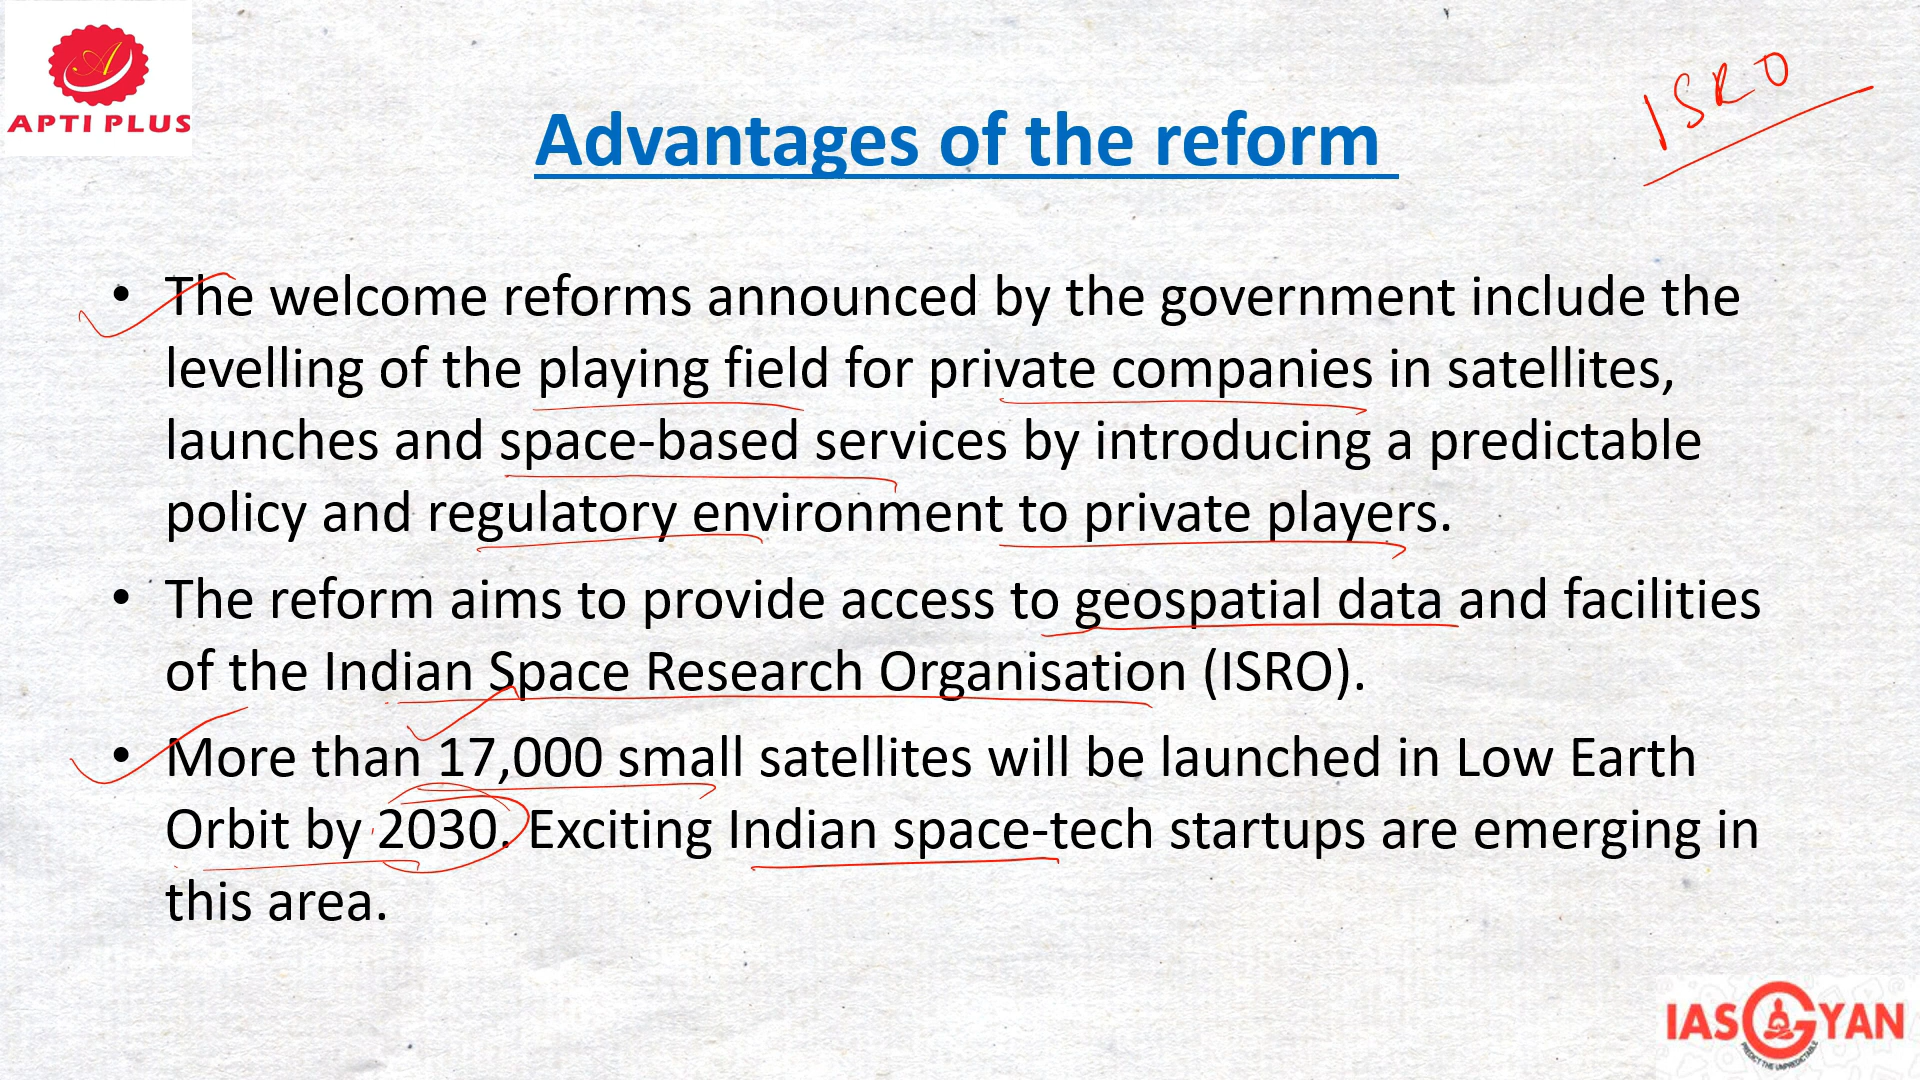 APTI PLUS
ISRO
Advantages of the reform
• The welcome reforms announced by the government include the
levelling of the playing field for private companies in satellites,
launches and space-based services by introducing a predictable
policy and regulatory environment to private players.
• The reform aims to provide access to geospatial data and facilities
of the Indian Space Research Organisation (ISRO).
• More than 17,000 small satellites will be launched in Low Earth
Orbit by 2030. Exciting Indian space-tech startups are emerging in
this area.
IASGYAN
PREDICT THE UNPREDICTABLE